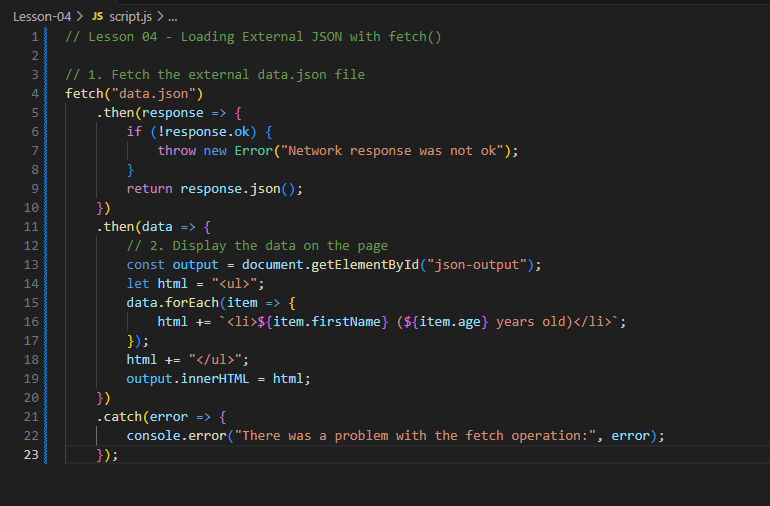 Lesson-04 > JS script.js > ...
1 // Lesson 04 - Loading External JSON with fetch()
2
3 // 1. Fetch the external data.json file
4 fetch("data.json")
5     .then(response => {
6         if (!response.ok) {
7             throw new Error("Network response was not ok");
8         }
9         return response.json();
10     })
11     .then(data => {
12         // 2. Display the data on the page
13         const output = document.getElementById("json-output");
14         let html = "<ul>";
15         data.forEach(item => {
16             html += `<li>${item.firstName} (${item.age} years old)</li>`;
17         });
18         html += "</ul>";
19         output.innerHTML = html;
20     })
21     .catch(error => {
22         console.error("There was a problem with the fetch operation:", error);
23     });